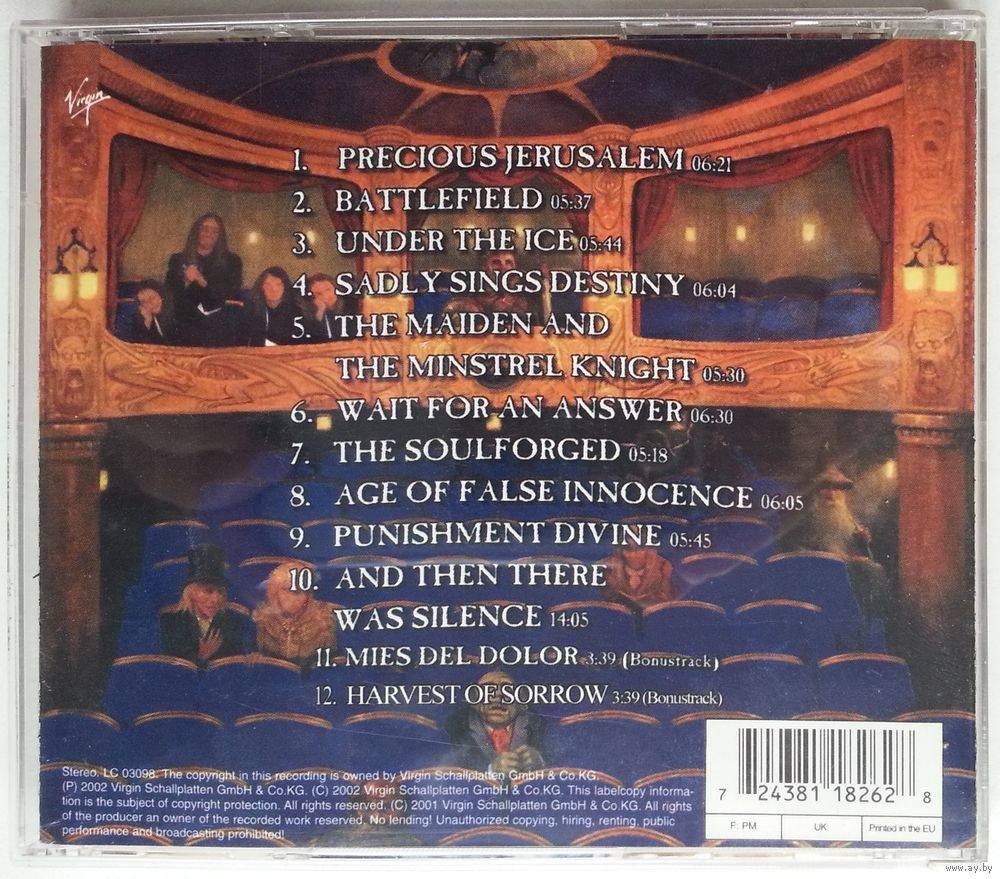 Virgin
1. PRECIOUS JERUSALEM 06:21
2. BATTLEFIELD 05:37
3. UNDER THE ICE 05:44
4. SADLY SINGS DESTINY 06:04
5. THE MAIDEN AND
THE MINSTREL KNIGHT 05:30
6. WAIT FOR AN ANSWER 06:30
7. THE SOULFORGED 05:18
8. AGE OF FALSE INNOCENCE 06:05
9. PUNISHMENT DIVINE 05:45
10. AND THEN THERE
WAS SILENCE 14:05
11. MIES DEL DOLOR 3:39 (Bonustrack)
12. HARVEST OF SORROW 3:39 (Bonustrack)
Stereo. LC 03098. The copyright in this recording is owned by Virgin Schallplatten GmbH & Co.KG.
(P) 2002 Virgin Schallplatten GmbH & Co.KG. (C) 2002 Virgin Schallplatten GmbH & Co.KG. This labelcopy informa-
tion is the subject of copyright protection. All rights reserved. (C) 2001 Virgin Schallplatten GmbH & Co.KG. All rights
of the producer an owner of the recorded work reserved. No lending! Unauthorized copying, hiring, renting, public
performance and broadcasting prohibited!
7 24381 18262 8
F: PM UK: Printed in the EU
www.ay.by